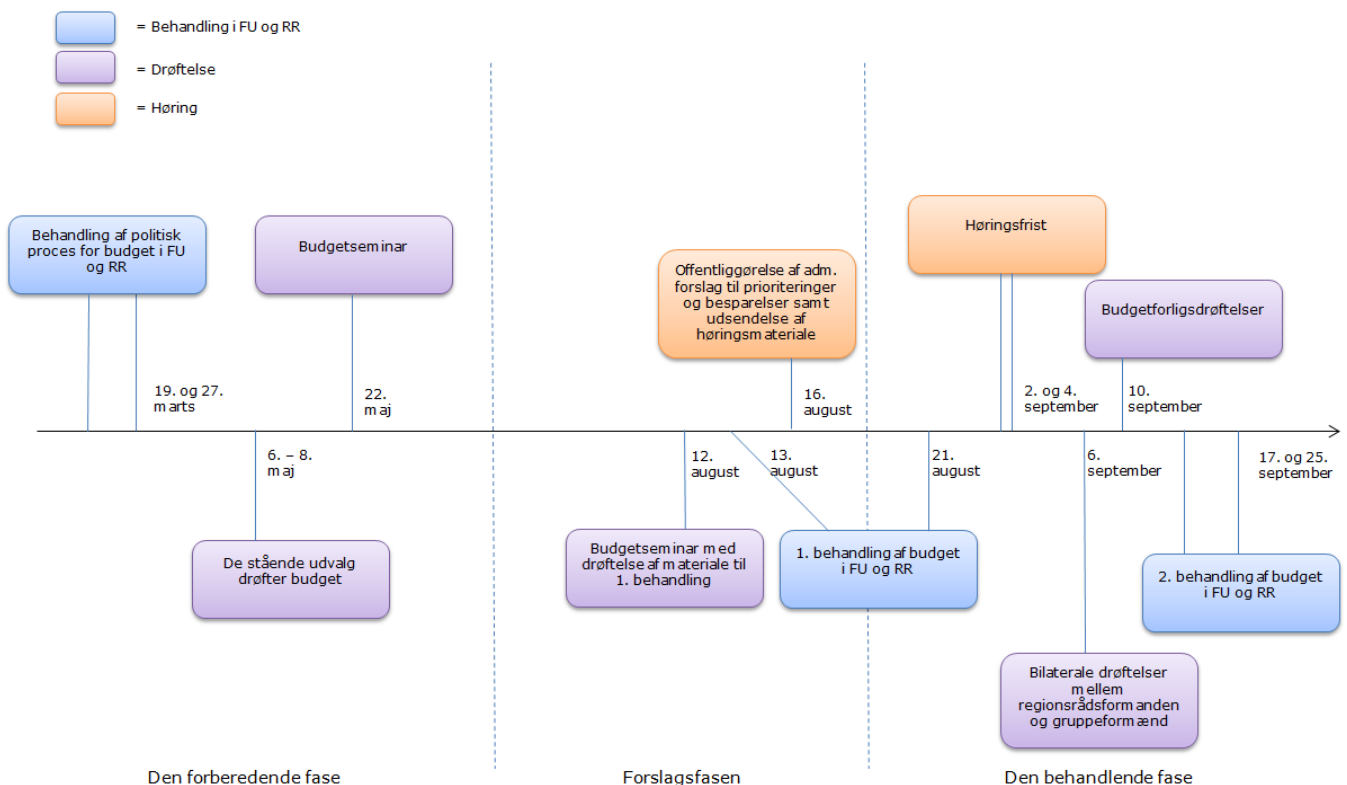 = Behandling i FU og RR
= Drøftelse
= Høring
Behandling af politisk
proces for budget i FU
og RR
Budgetseminar
Offentliggørelse af adm.
forslag til prioriteringer
og besparelser samt
udsendelse af
høringsmateriale
Høringsfrist
Budgetforligsdrøftelser
19. og 27.
marts
22.
maj
16.
august
2. og 4.
september
10.
september
6. – 8.
maj
12.
august
13.
august
21.
august
6.
september
17. og 25.
september
De stående udvalg
drøfter budget
Budgetseminar med
drøftelse af materiale til
1. behandling
1. behandling af budget
i FU og RR
2. behandling af budget
i FU og RR
Bilaterale drøftelser
mellem
regionsrådsformanden
og gruppeformænd
Den forberedende fase
Forslagsfasen
Den behandlende fase